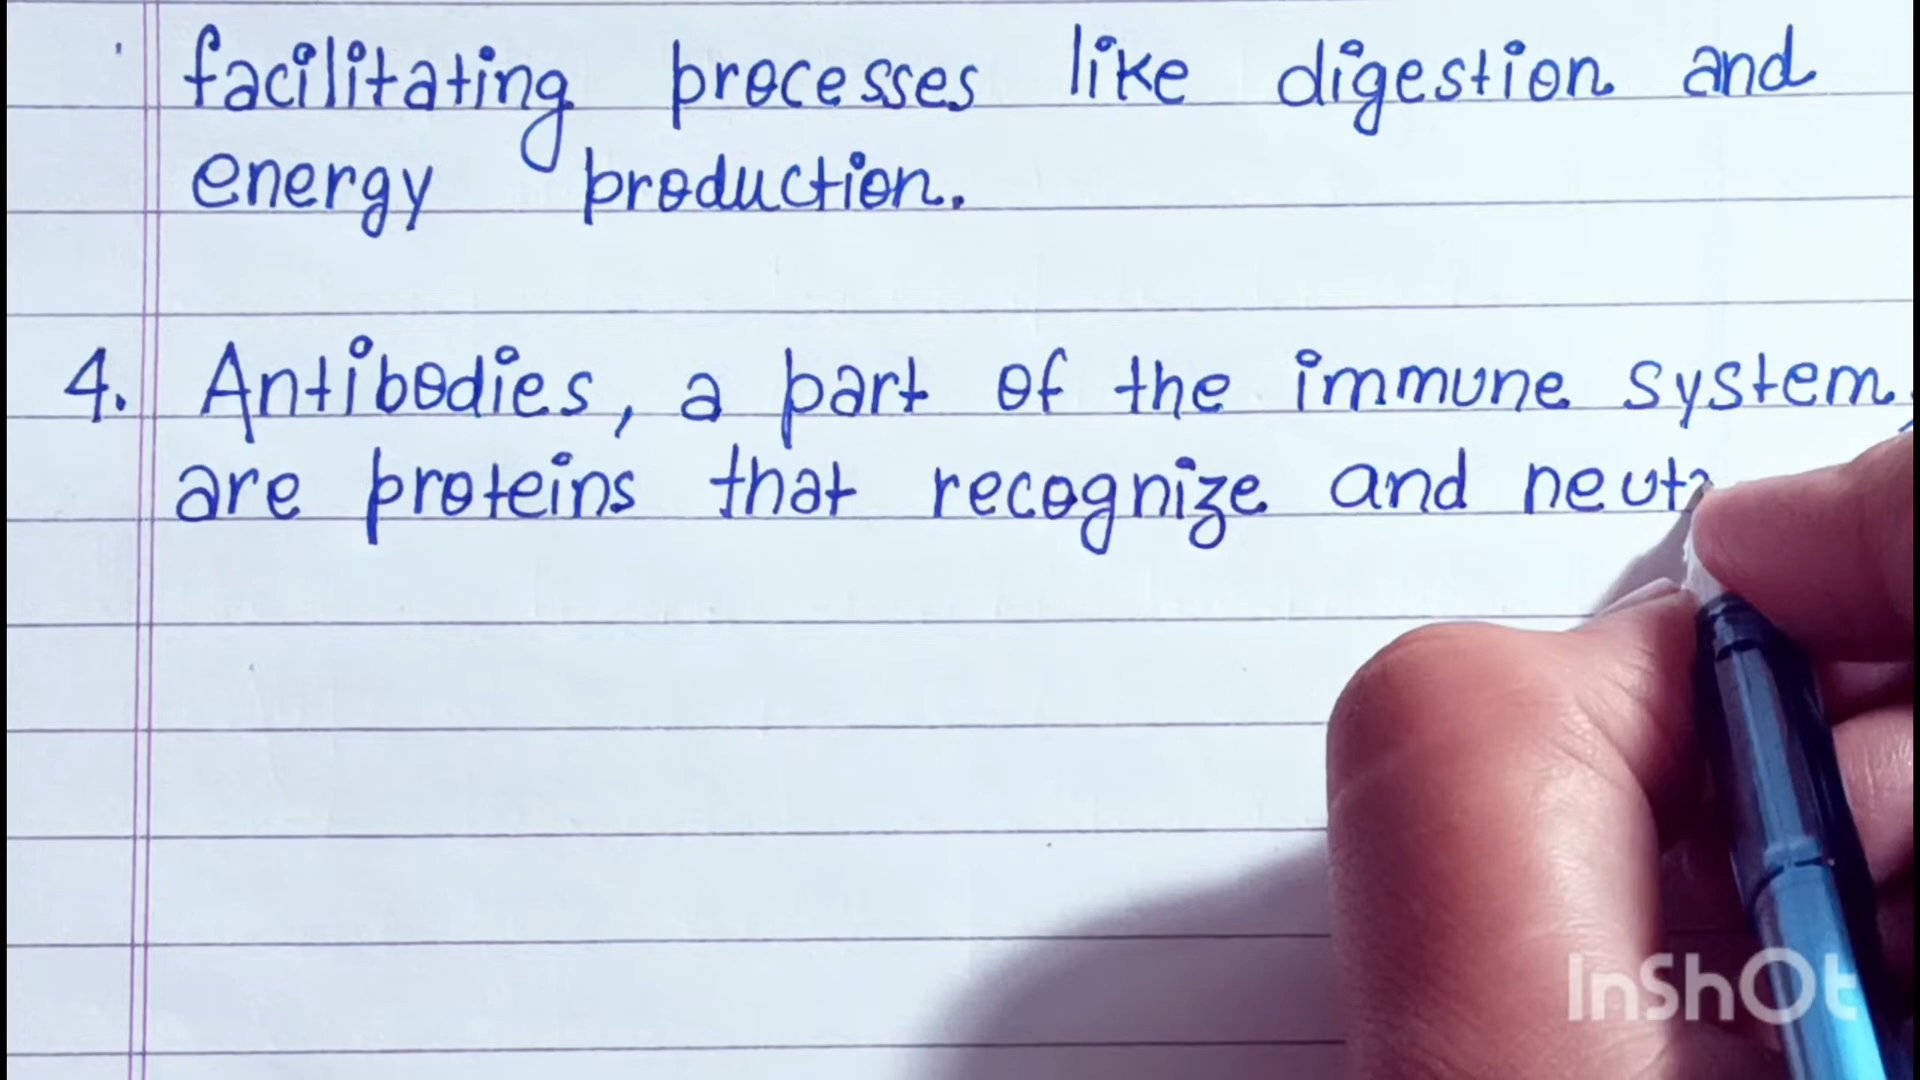 facilitating processes like digestion and
energy production.
4. Antibodies, a part of the immune system,
are proteins that recognize and neutr
InShOt